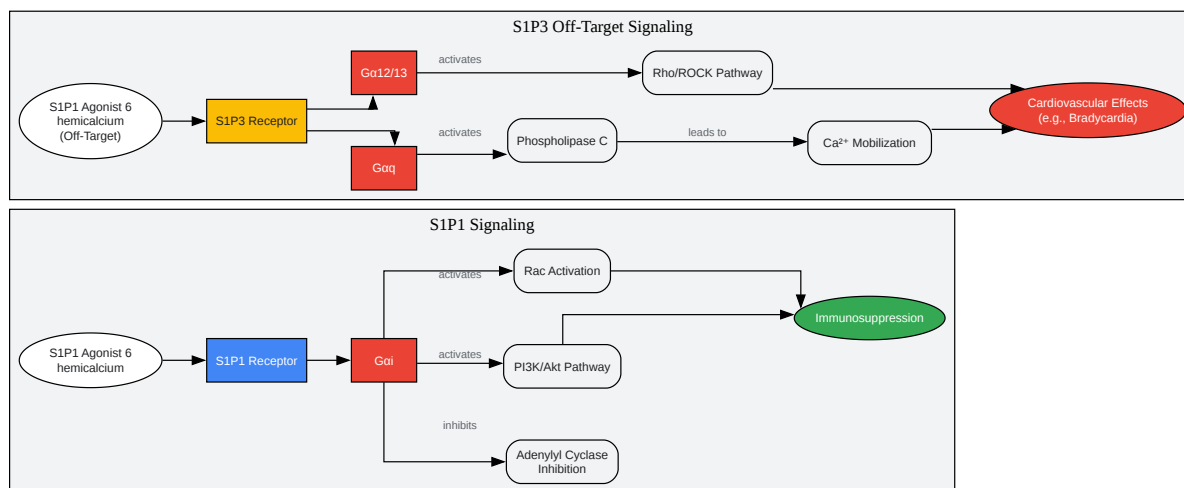 S1P3 Off-Target Signaling
S1P1 Agonist 6
hemicalcium
(Off-Target)
S1P3 Receptor
Gα12/13
activates
Rho/ROCK Pathway
Gαq
activates
Phospholipase C
leads to
Ca²⁺ Mobilization
Cardiovascular Effects
(e.g., Bradycardia)
S1P1 Signaling
S1P1 Agonist 6
hemicalcium
S1P1 Receptor
Gαi
activates
Rac Activation
activates
PI3K/Akt Pathway
inhibits
Adenylyl Cyclase
Inhibition
Immunosuppression